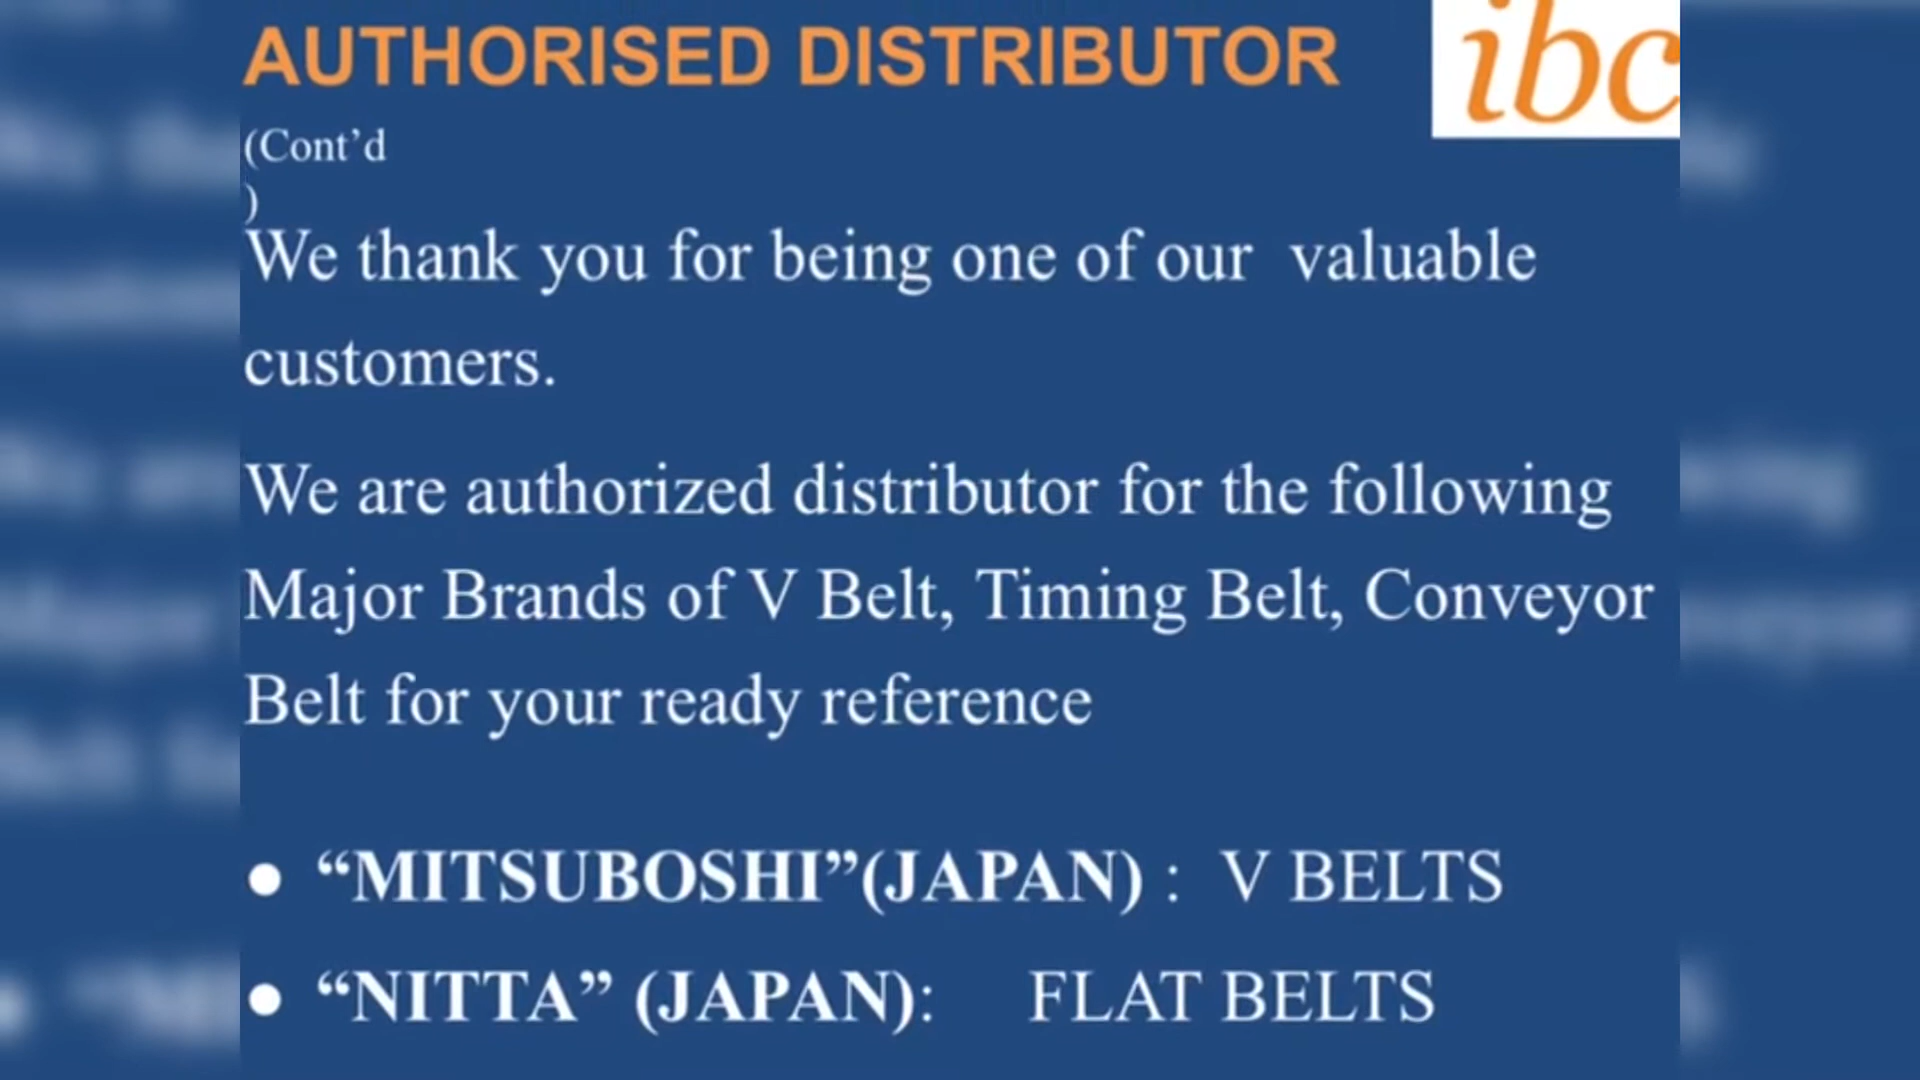 AUTHORISED DISTRIBUTOR
ibc
(Cont’d
)
We thank you for being one of our valuable
customers.
We are authorized distributor for the following
Major Brands of V Belt, Timing Belt, Conveyor
Belt for your ready reference
● “MITSUBOSHI”(JAPAN) : V BELTS
● “NITTA” (JAPAN): FLAT BELTS